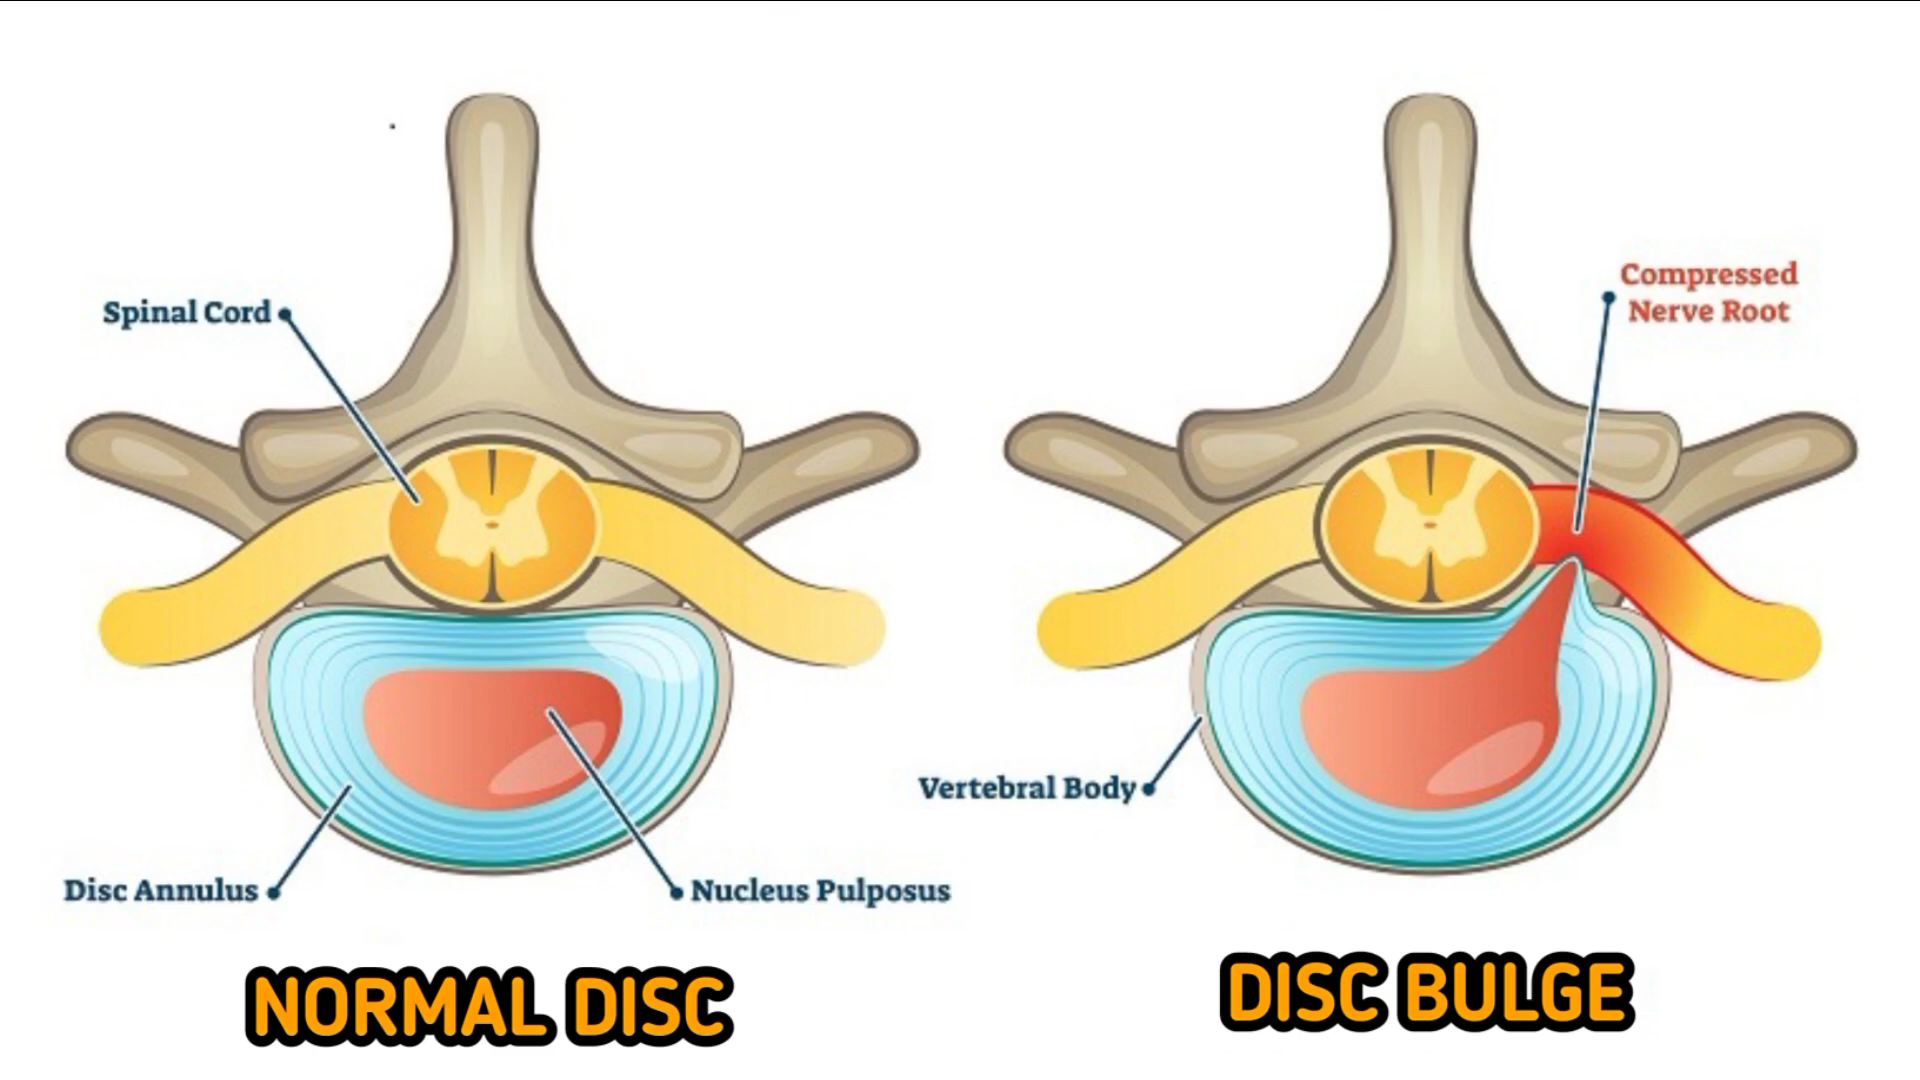 Spinal Cord
Disc Annulus
Nucleus Pulposus
NORMAL DISC
Compressed
Nerve Root
Vertebral Body
DISC BULGE